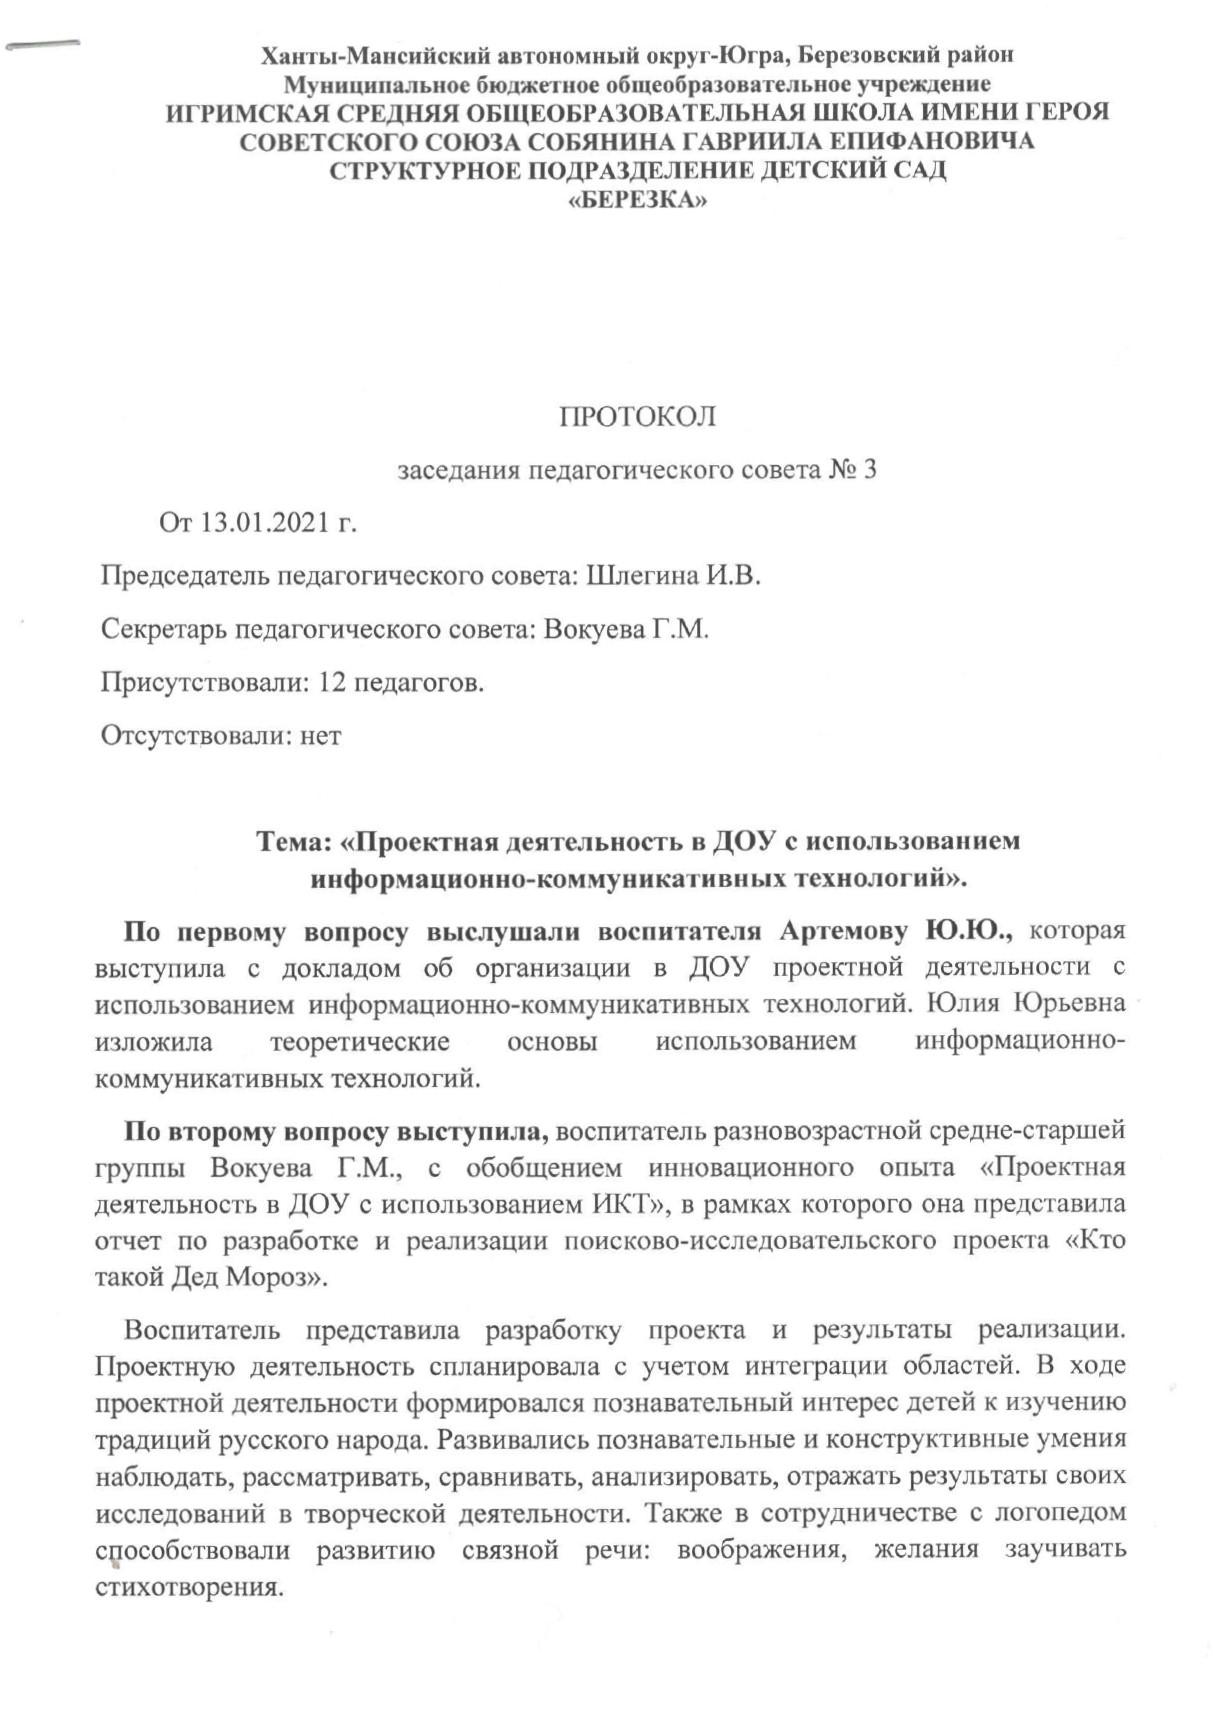 Ханты-Мансийский автономный округ-Югра, Березовский район
Муниципальное бюджетное общеобразовательное учреждение
ИГРИМСКАЯ СРЕДНЯЯ ОБЩЕОБРАЗОВАТЕЛЬНАЯ ШКОЛА ИМЕНИ ГЕРОЯ
СОВЕТСКОГО СОЮЗА СОБЯНИНА ГАВРИИЛА ЕПИФАНОВИЧА
СТРУКТУРНОЕ ПОДРАЗДЕЛЕНИЕ ДЕТСКИЙ САД
«БЕРЕЗКА»
ПРОТОКОЛ
заседания педагогического совета № 3
От 13.01.2021 г.
Председатель педагогического совета: Шлегина И.В.
Секретарь педагогического совета: Вокуева Г.М.
Присутствовали: 12 педагогов.
Отсутствовали: нет
Тема: «Проектная деятельность в ДОУ с использованием
информационно-коммуникативных технологий».
По первому вопросу выслушали воспитателя Артемову Ю.Ю., которая
выступила с докладом об организации в ДОУ проектной деятельности с
использованием информационно-коммуникативных технологий. Юлия Юрьевна
изложила теоретические основы использованием информационно-
коммуникативных технологий.
По второму вопросу выступила, воспитатель разновозрастной средне-старшей
группы Вокуева Г.М., с обобщением инновационного опыта «Проектная
деятельность в ДОУ с использованием ИКТ», в рамках которого она представила
отчет по разработке и реализации поисково-исследовательского проекта «Кто
такой Дед Мороз».
Воспитатель представила разработку проекта и результаты реализации.
Проектную деятельность спланировала с учетом интеграции областей. В ходе
проектной деятельности формировался познавательный интерес детей к изучению
традиций русского народа. Развивались познавательные и конструктивные умения
наблюдать, рассматривать, сравнивать, анализировать, отражать результаты своих
исследований в творческой деятельности. Также в сотрудничестве с логопедом
способствовали развитию связной речи: воображения, желания заучивать
стихотворения.